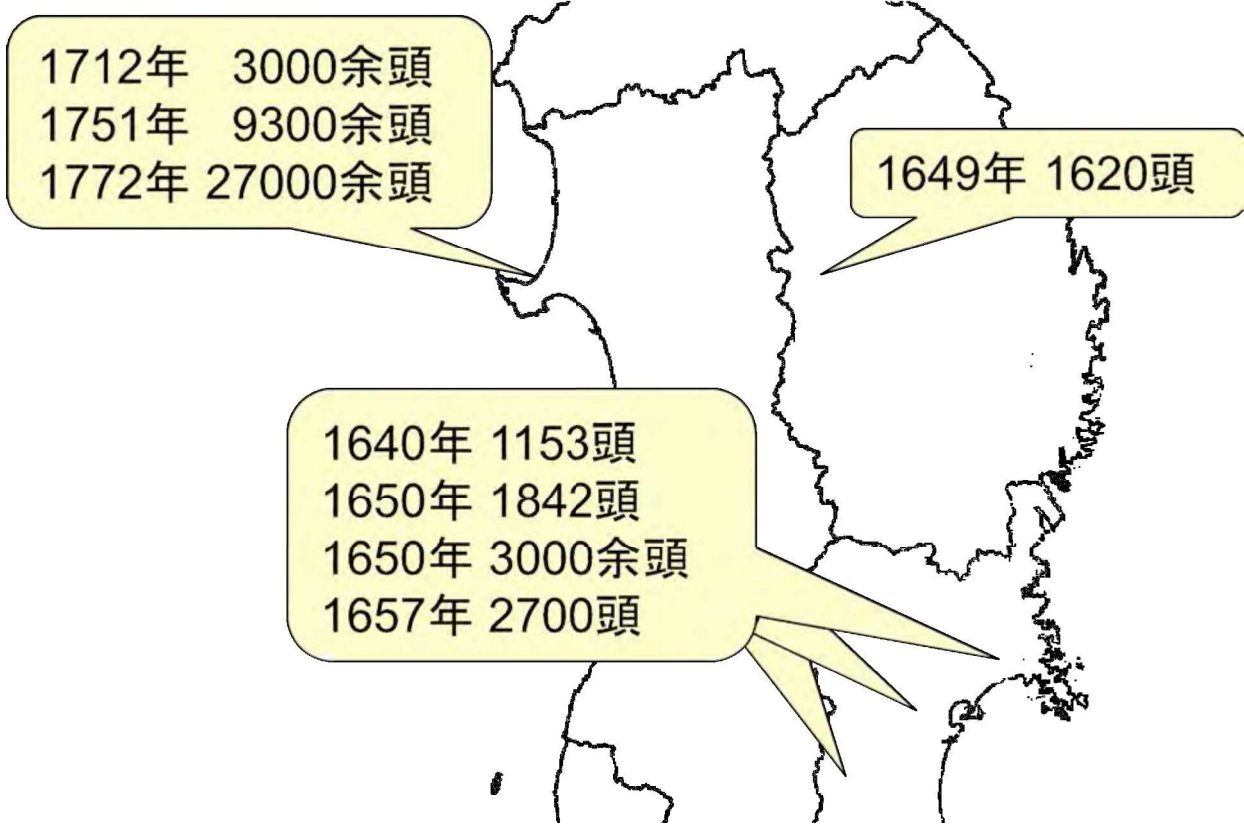 1712年 3000余頭
1751年 9300余頭
1772年 27000余頭
1649年 1620頭
1640年 1153頭
1650年 1842頭
1650年 3000余頭
1657年 2700頭